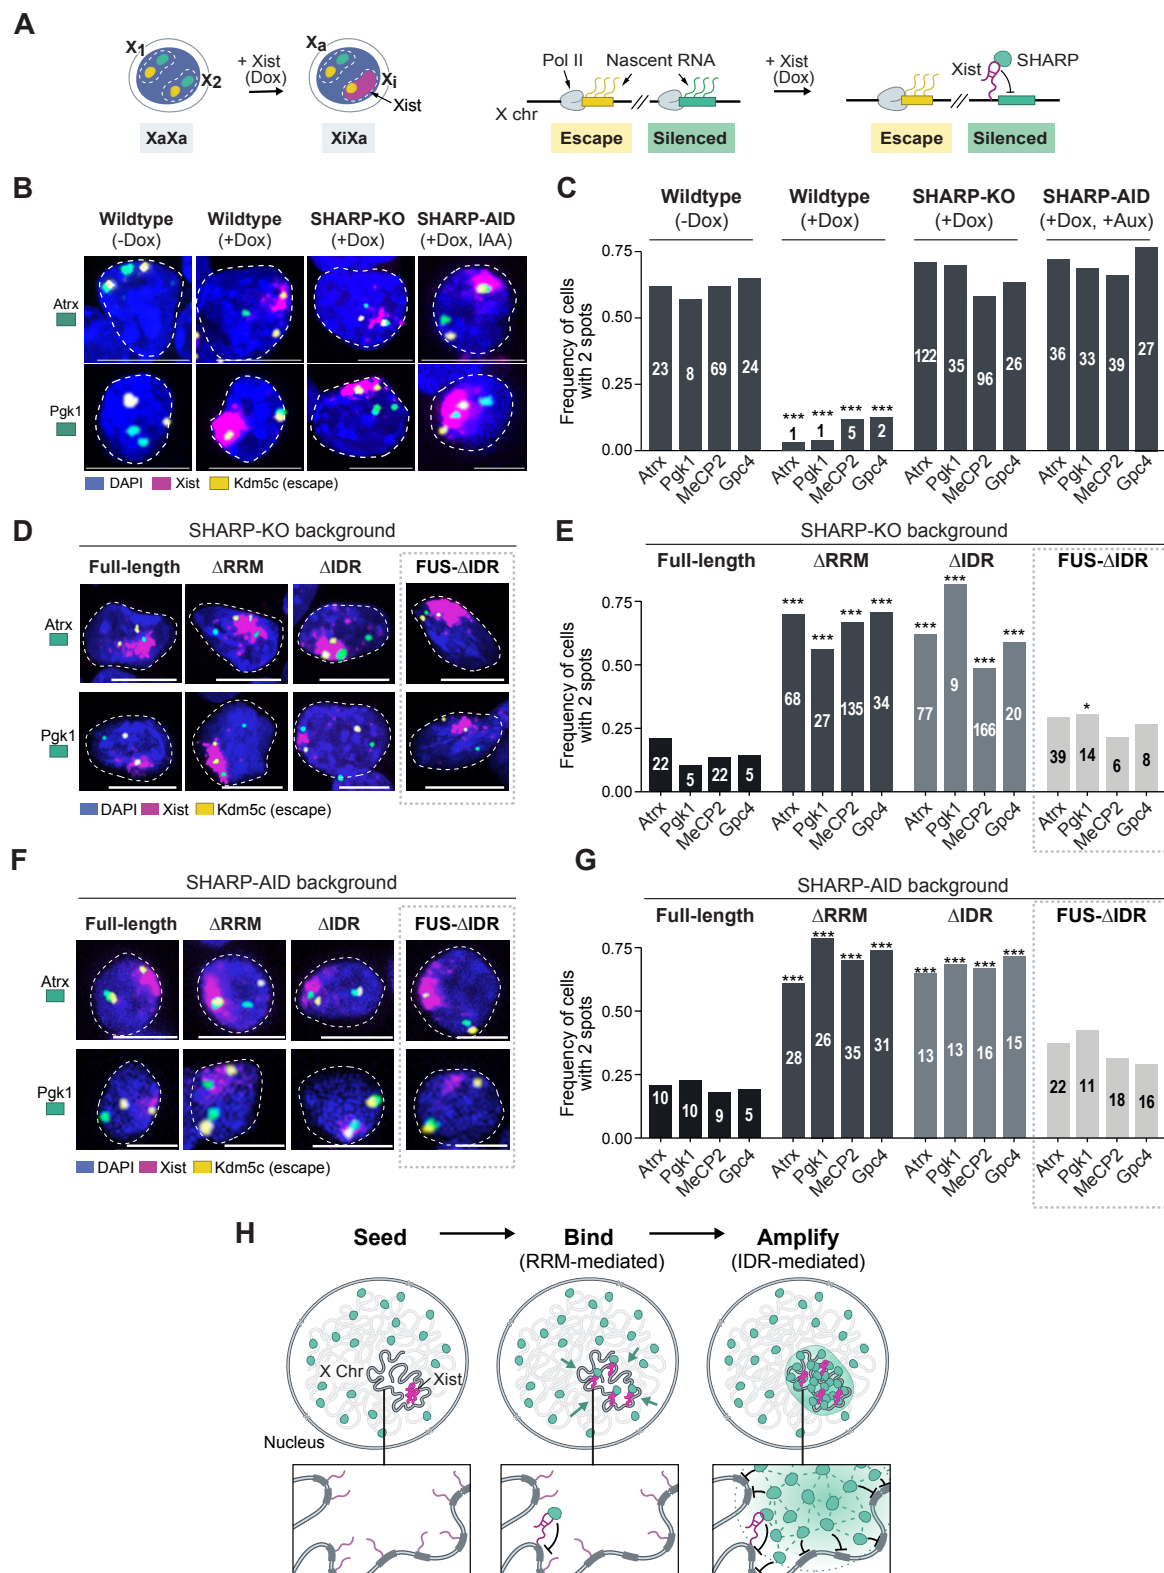 A
X1
X2
+ Xist
(Dox)
Xa
Xi
Xist
XaXa
XiXa
Pol II
Nascent RNA
X chr
Escape
Silenced
+ Xist
(Dox)
Xist
SHARP
Escape
Silenced
B
Wildtype
(-Dox)
Wildtype
(+Dox)
SHARP-KO
(+Dox)
SHARP-AID
(+Dox, IAA)
Atrx
Pgk1
DAPI
Xist
Kdm5c (escape)
C
Wildtype
(-Dox)
Wildtype
(+Dox)
SHARP-KO
(+Dox)
SHARP-AID
(+Dox, +Aux)
Frequency of cells
with 2 spots
0.75
0.50
0.25
0.00
23 8 69 24
*** *** *** ***
1 1 5 2
122 35 96 26
36 33 39 27
Atrx Pgk1 MeCP2 Gpc4
Atrx Pgk1 MeCP2 Gpc4
Atrx Pgk1 MeCP2 Gpc4
Atrx Pgk1 MeCP2 Gpc4
D
SHARP-KO background
Full-length
ΔRRM
ΔIDR
FUS-ΔIDR
Atrx
Pgk1
DAPI
Xist
Kdm5c (escape)
E
SHARP-KO background
Full-length
ΔRRM
ΔIDR
FUS-ΔIDR
Frequency of cells
with 2 spots
0.75
0.50
0.25
0.00
22 5 22 5
*** *** *** ***
68 27 135 34
*** *** *** ***
77 9 166 20
*
39 14 6 8
Atrx Pgk1 MeCP2 Gpc4
Atrx Pgk1 MeCP2 Gpc4
Atrx Pgk1 MeCP2 Gpc4
Atrx Pgk1 MeCP2 Gpc4
F
SHARP-AID background
Full-length
ΔRRM
ΔIDR
FUS-ΔIDR
Atrx
Pgk1
DAPI
Xist
Kdm5c (escape)
G
SHARP-AID background
Full-length
ΔRRM
ΔIDR
FUS-ΔIDR
Frequency of cells
with 2 spots
0.75
0.50
0.25
0.00
10 10 9 5
*** *** *** ***
28 26 35 31
*** *** *** ***
13 13 16 15
22 11 18 16
Atrx Pgk1 MeCP2 Gpc4
Atrx Pgk1 MeCP2 Gpc4
Atrx Pgk1 MeCP2 Gpc4
Atrx Pgk1 MeCP2 Gpc4
H
Seed
Bind
(RRM-mediated)
Amplify
(IDR-mediated)
X Chr
Xist
Nucleus